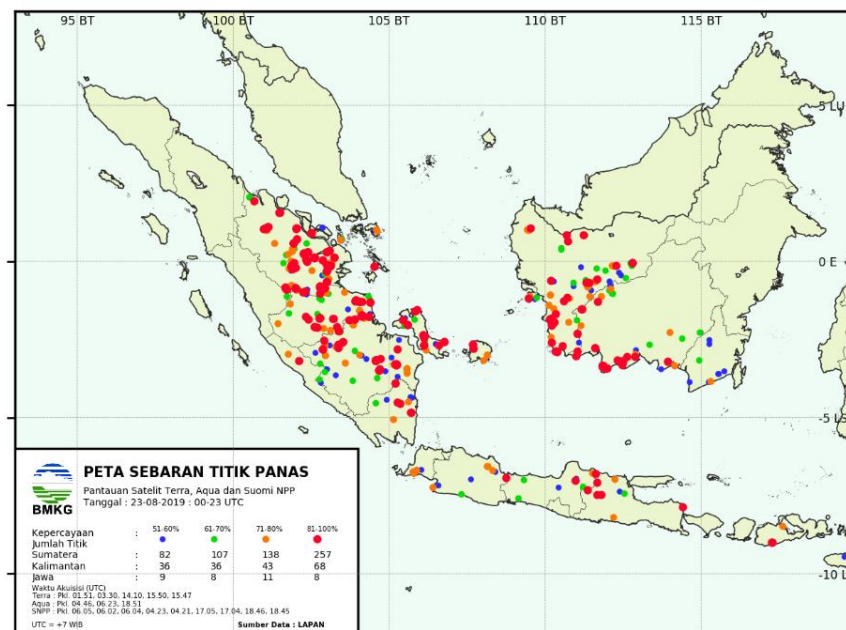 95 BT 100 BT 105 BT 110 BT 115 BT
5 LU
0 E
-5 LS
-10 L
BMKG
PETA SEBARAN TITIK PANAS
Pantauan Satelit Terra, Aqua dan Suomi NPP
Tanggal : 23-08-2019 : 00-23 UTC
Kepercayaan : 51-60% 61-70% 71-80% 81-100%
Jumlah Titik
Sumatera : 82 107 138 257
Kalimantan : 36 36 43 68
Jawa : 9 8 11 8
Waktu Akuisisi (UTC)
Terra : Pkl. 01.51, 03.30, 14.10, 15.50, 15.47
Aqua : Pkl. 04.46, 06.23, 18.51
SNPP : Pkl. 06.05, 06.02, 06.04, 04.23, 04.21, 17.05, 17.04, 18.46, 18.45
UTC = +7 WIB Sumber Data : LAPAN